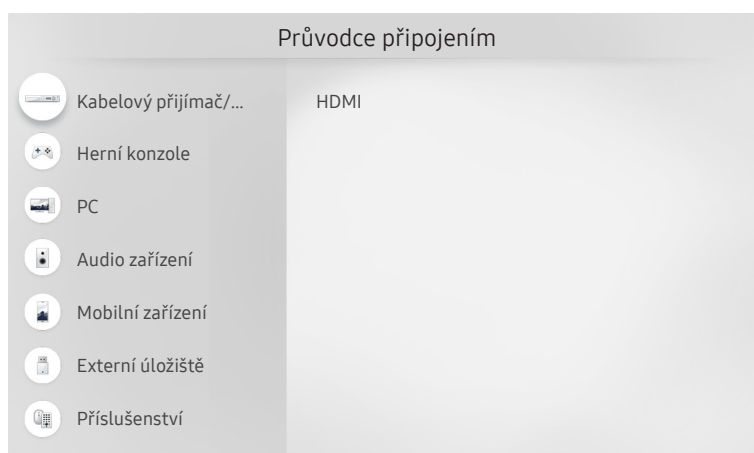 Průvodce připojením
Kabelový přijímač/...
HDMI
Herní konzole
PC
Audio zařízení
Mobilní zařízení
Externí úložiště
Příslušenství